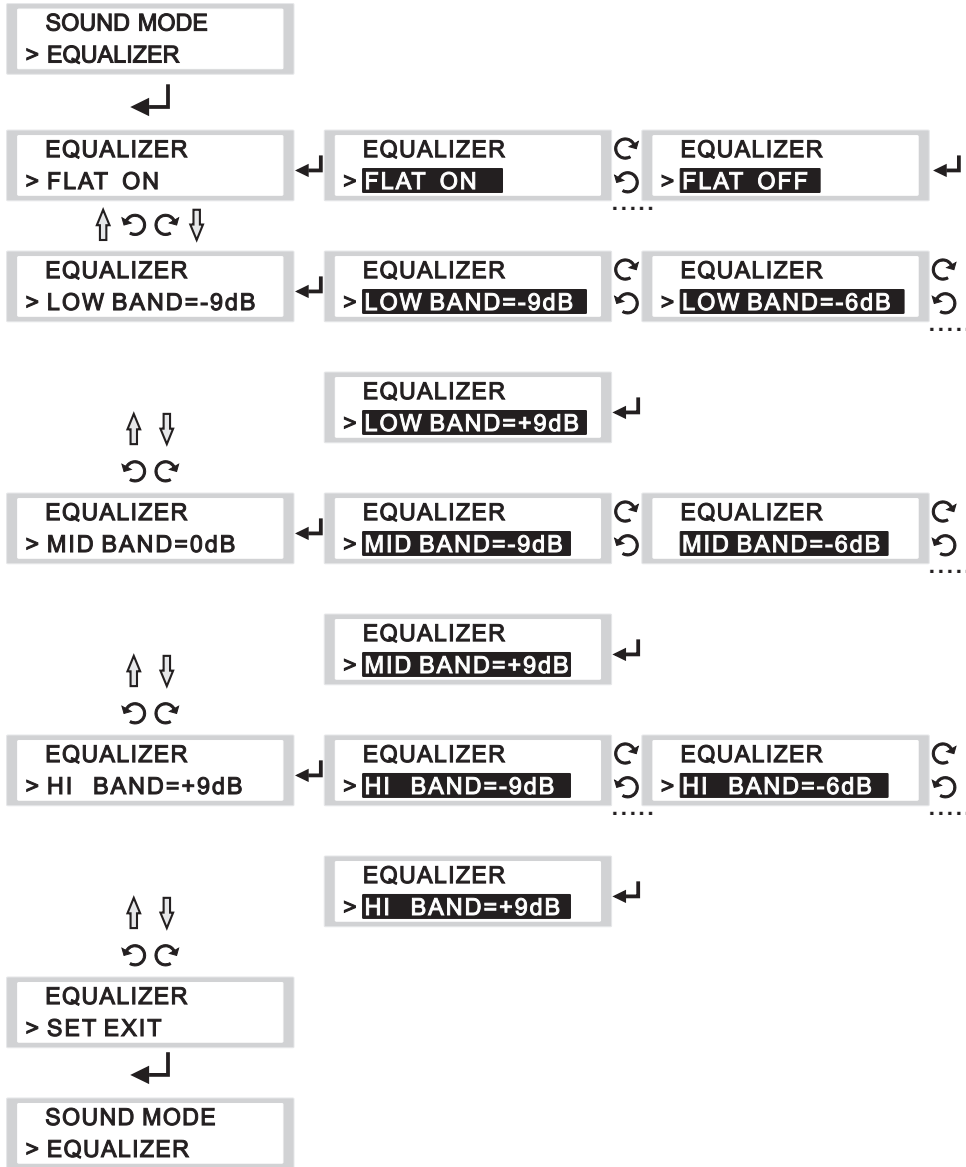 SOUND MODE
> EQUALIZER
EQUALIZER
> FLAT ON
EQUALIZER
> FLAT ON
EQUALIZER
> FLAT OFF
EQUALIZER
> LOW BAND=-9dB
EQUALIZER
> LOW BAND=-9dB
EQUALIZER
> LOW BAND=-6dB
EQUALIZER
> LOW BAND=+9dB
EQUALIZER
> MID BAND=0dB
EQUALIZER
> MID BAND=-9dB
EQUALIZER
MID BAND=-6dB
EQUALIZER
> MID BAND=+9dB
EQUALIZER
> HI BAND=+9dB
EQUALIZER
> HI BAND=-9dB
EQUALIZER
> HI BAND=-6dB
EQUALIZER
> HI BAND=+9dB
EQUALIZER
> SET EXIT
SOUND MODE
> EQUALIZER